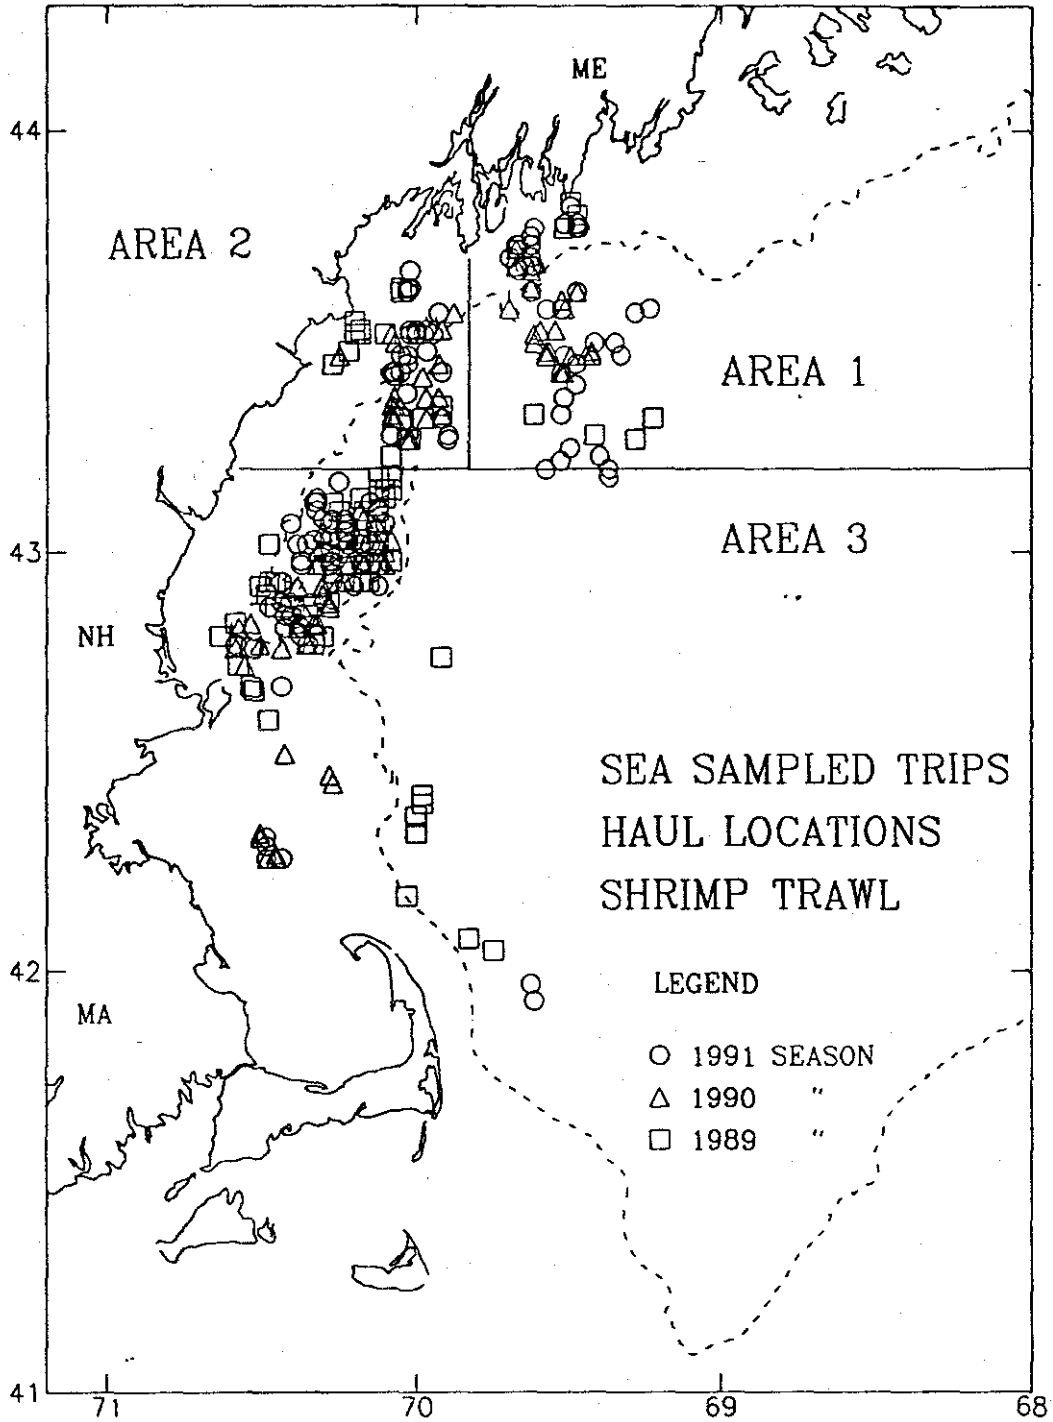 ME
44
AREA 2
AREA 1
AREA 3
43
NH
SEA SAMPLED TRIPS
HAUL LOCATIONS
SHRIMP TRAWL
42
LEGEND
MA
○ 1991 SEASON
△ 1990 "
□ 1989 "
41
71 70 69 68